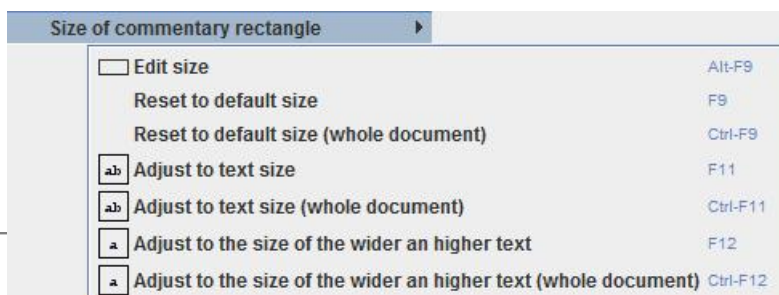 Size of commentary rectangle
Edit size Alt-F9
Reset to default size F9
Reset to default size (whole document) Ctrl-F9
ab Adjust to text size F11
ab Adjust to text size (whole document) Ctrl-F11
a Adjust to the size of the wider an higher text F12
a Adjust to the size of the wider an higher text (whole document) Ctrl-F12